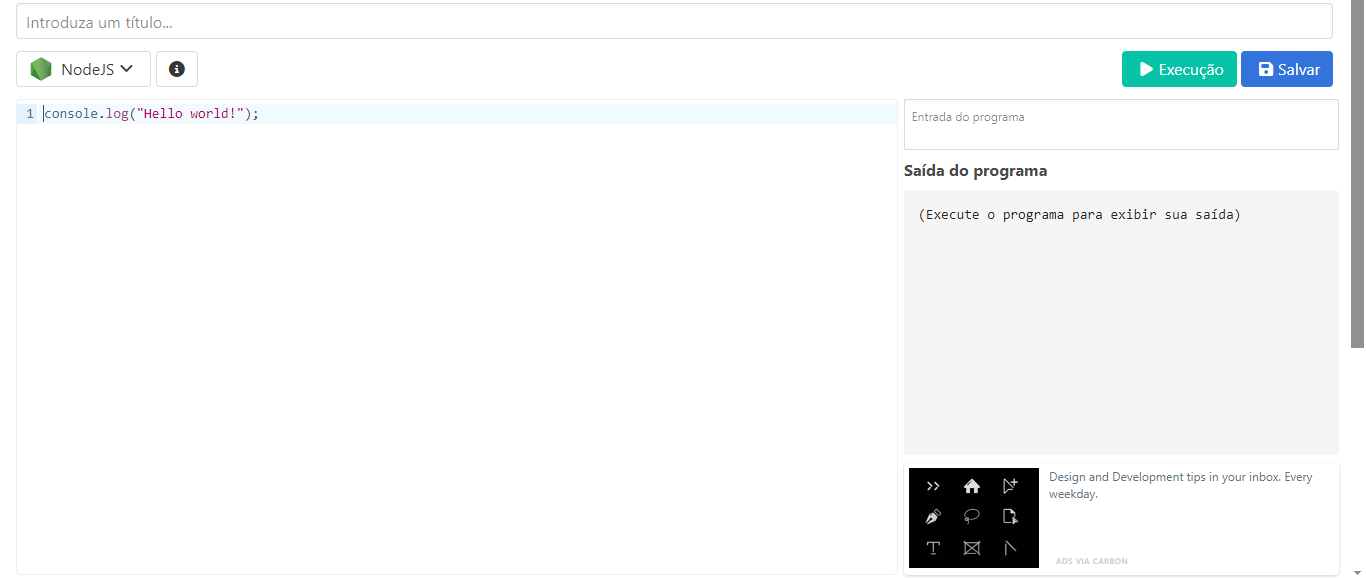 Introduza um título...
NodeJS
Execução
Salvar
1 console.log("Hello world!");
Entrada do programa
Saída do programa
(Execute o programa para exibir sua saída)
Design and Development tips in your inbox. Every
weekday.
ADS VIA CARBON